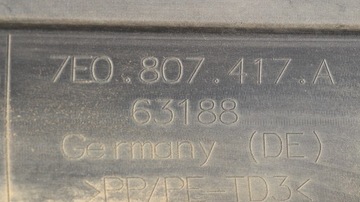 7E0.807.417.A
63188
Germany (DE)
>PP/PE-TD3<